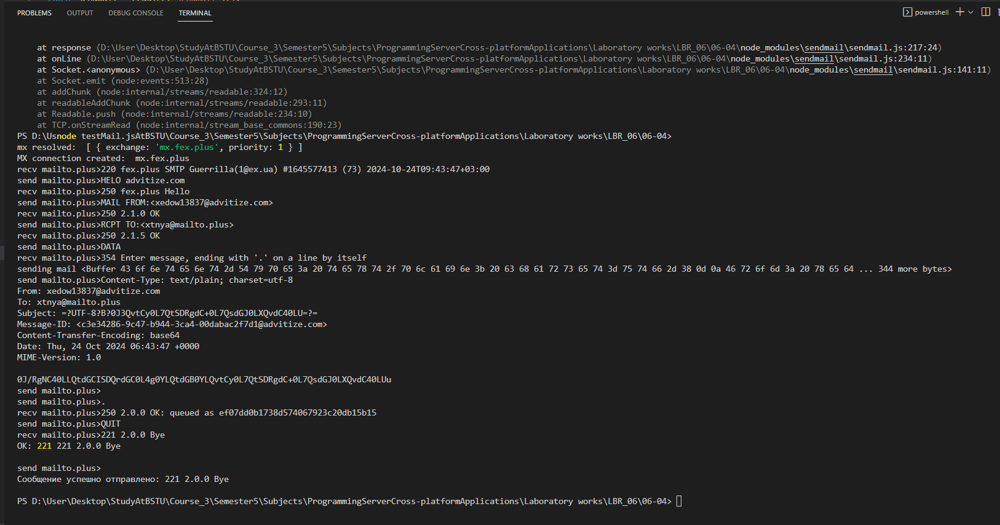 PROBLEMS OUTPUT DEBUG CONSOLE TERMINAL powershell
at response (D:\User\Desktop\StudyAtBSTU\Course_3\Semester5\Subjects\ProgrammingServerCross-platformApplications\Laboratory works\LBR_06\06-04\node_modules\sendmail\sendmail.js:217:24)
at onLine (D:\User\Desktop\StudyAtBSTU\Course_3\Semester5\Subjects\ProgrammingServerCross-platformApplications\Laboratory works\LBR_06\06-04\node_modules\sendmail\sendmail.js:234:11)
at Socket.<anonymous> (D:\User\Desktop\StudyAtBSTU\Course_3\Semester5\Subjects\ProgrammingServerCross-platformApplications\Laboratory works\LBR_06\06-04\node_modules\sendmail\sendmail.js:141:11)
at Socket.emit (node:events:513:28)
at addChunk (node:internal/streams/readable:324:12)
at readableAddChunk (node:internal/streams/readable:293:11)
at Readable.push (node:internal/streams/readable:234:10)
at TCP.onStreamRead (node:internal/stream_base_commons:190:23)
PS D:\Usnode testMail.jsAtBSTU\Course_3\Semester5\Subjects\ProgrammingServerCross-platformApplications\Laboratory works\LBR_06\06-04>
mx resolved:  [ { exchange: 'mx.fex.plus', priority: 1 } ]
MX connection created:  mx.fex.plus
recv mailto.plus>220 fex.plus SMTP Guerrilla(1@ex.ua) #1645577413 (73) 2024-10-24T09:43:47+03:00
send mailto.plus>HELO advitize.com
recv mailto.plus>250 fex.plus Hello
send mailto.plus>MAIL FROM:<xedow13837@advitize.com>
recv mailto.plus>250 2.1.0 OK
send mailto.plus>RCPT TO:<xtnya@mailto.plus>
recv mailto.plus>250 2.1.5 OK
send mailto.plus>DATA
recv mailto.plus>354 Enter message, ending with '.' on a line by itself
sending mail <Buffer 43 6f 6e 74 65 6e 74 2d 54 79 70 65 3a 20 74 65 78 74 2f 70 6c 61 69 6e 3b 20 63 68 61 72 73 65 74 3d 75 74 66 2d 38 0d 0a 46 72 6f 6d 3a 20 78 65 64 ... 344 more bytes>
send mailto.plus>Content-Type: text/plain; charset=utf-8
From: xedow13837@advitize.com
To: xtnya@mailto.plus
Subject: =?UTF-8?B?0J3QvtCy0L7QtSDRgdC+0L7QsdGJ0LXQvdC40LU=?=
Message-ID: <c3e34286-9c47-b944-3ca4-00dabac2f7d1@advitize.com>
Content-Transfer-Encoding: base64
Date: Thu, 24 Oct 2024 06:43:47 +0000
MIME-Version: 1.0
0J/RgNC40LLQtdGCISDQrdGC0L4g0YLQtdGB0YLQvtCy0L7QtSDRgdC+0L7QsdGJ0LXQvdC40LUu
send mailto.plus>
send mailto.plus>.
recv mailto.plus>250 2.0.0 OK: queued as ef07dd0b1738d574067923c20db15b15
send mailto.plus>QUIT
recv mailto.plus>221 2.0.0 Bye
OK: 221 221 2.0.0 Bye
send mailto.plus>
Сообщение успешно отправлено: 221 2.0.0 Bye
PS D:\User\Desktop\StudyAtBSTU\Course_3\Semester5\Subjects\ProgrammingServerCross-platformApplications\Laboratory works\LBR_06\06-04>